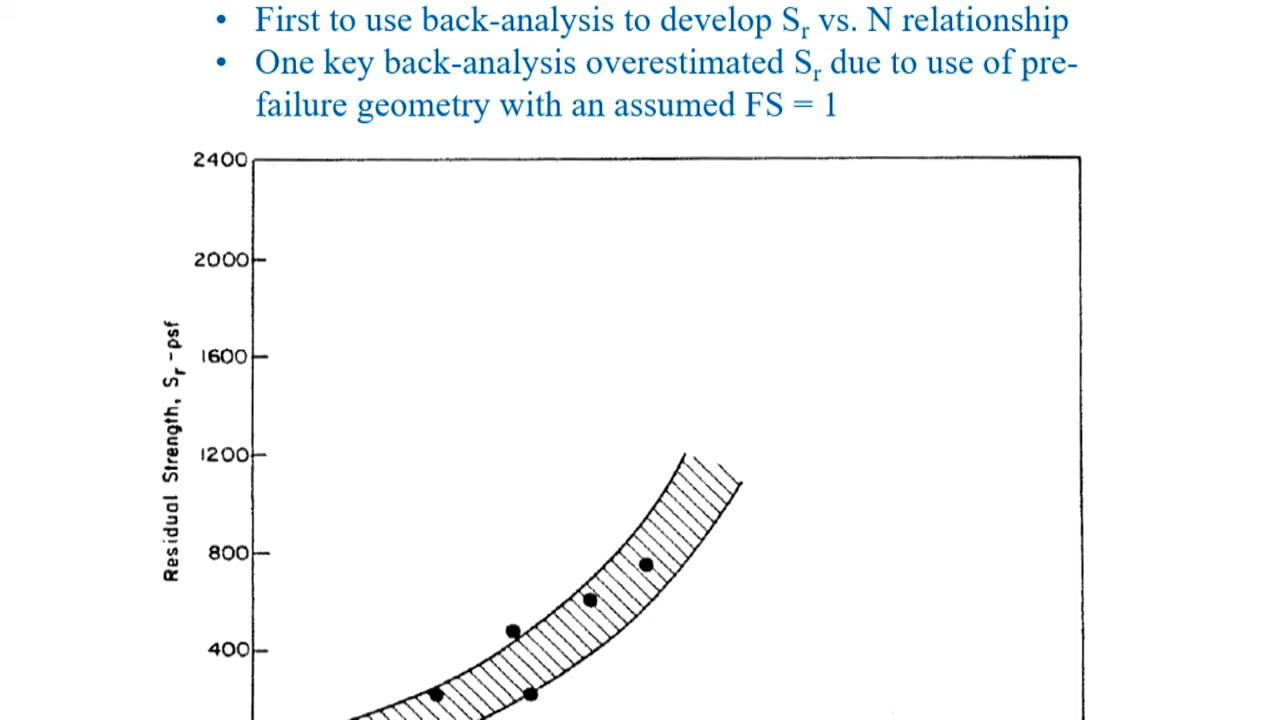 • First to use back-analysis to develop Sr vs. N relationship
• One key back-analysis overestimated Sr due to use of pre-
failure geometry with an assumed FS = 1
2400
2000
1600
1200
800
400
Residual Strength, Sr - psf